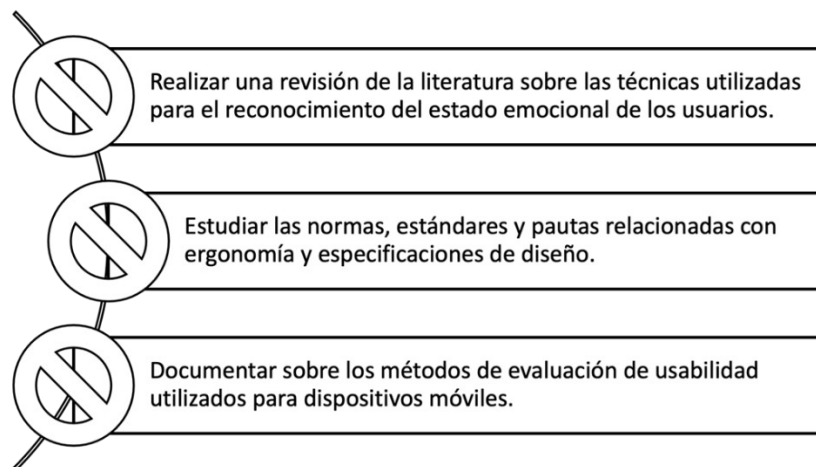 Realizar una revisión de la literatura sobre las técnicas utilizadas
para el reconocimiento del estado emocional de los usuarios.
Estudiar las normas, estándares y pautas relacionadas con
ergonomía y especificaciones de diseño.
Documentar sobre los métodos de evaluación de usabilidad
utilizados para dispositivos móviles.